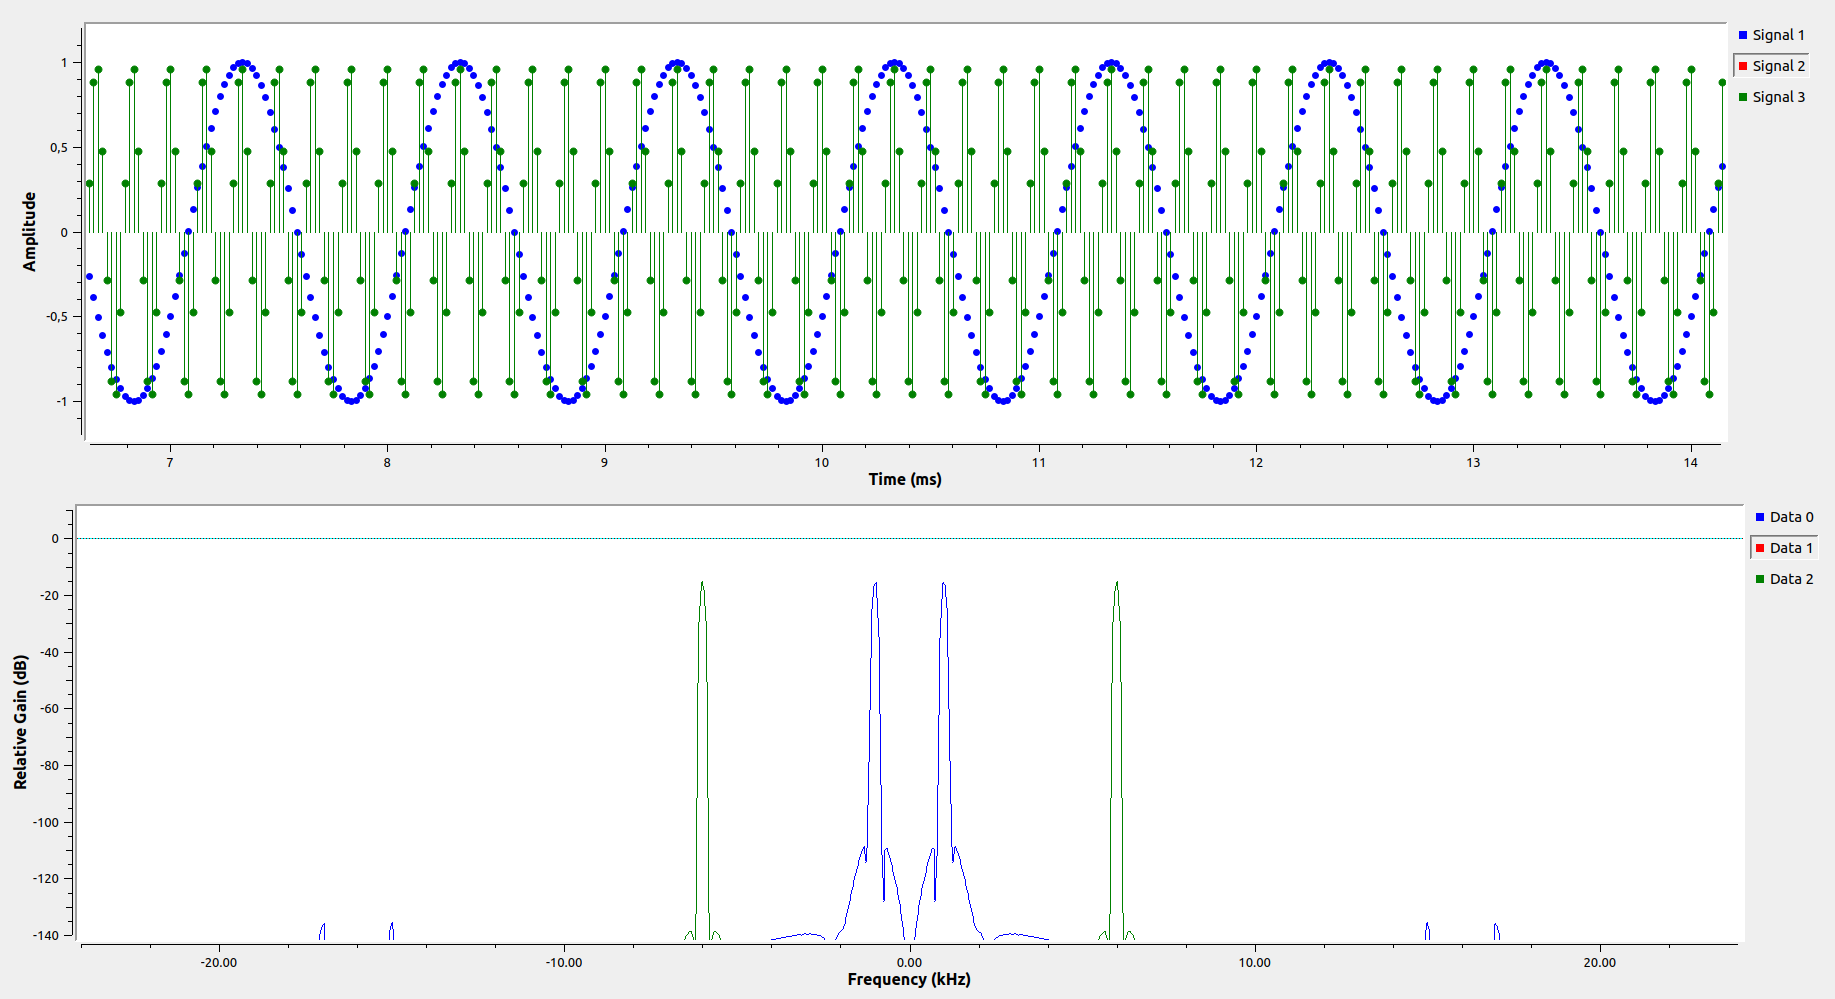 Signal 1
Signal 2
Signal 3
1
0,5
0
-0,5
-1
Amplitude
7 8 9 10 11 12 13 14
Time (ms)
Data 0
Data 1
Data 2
0
-20
-40
-60
-80
-100
-120
-140
Relative Gain (dB)
-20.00 -10.00 0.00 10.00 20.00
Frequency (kHz)